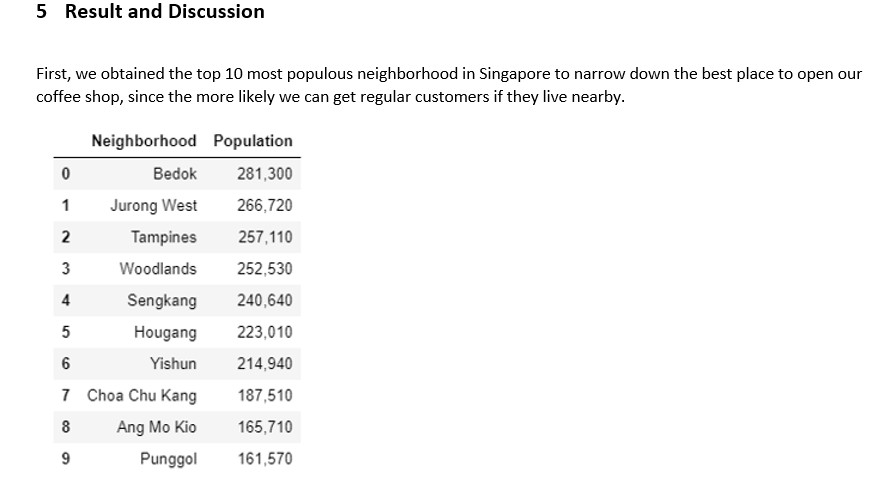 5 Result and Discussion
First, we obtained the top 10 most populous neighborhood in Singapore to narrow down the best place to open our
coffee shop, since the more likely we can get regular customers if they live nearby.
Neighborhood Population
0 Bedok 281,300
1 Jurong West 266,720
2 Tampines 257,110
3 Woodlands 252,530
4 Sengkang 240,640
5 Hougang 223,010
6 Yishun 214,940
7 Choa Chu Kang 187,510
8 Ang Mo Kio 165,710
9 Punggol 161,570